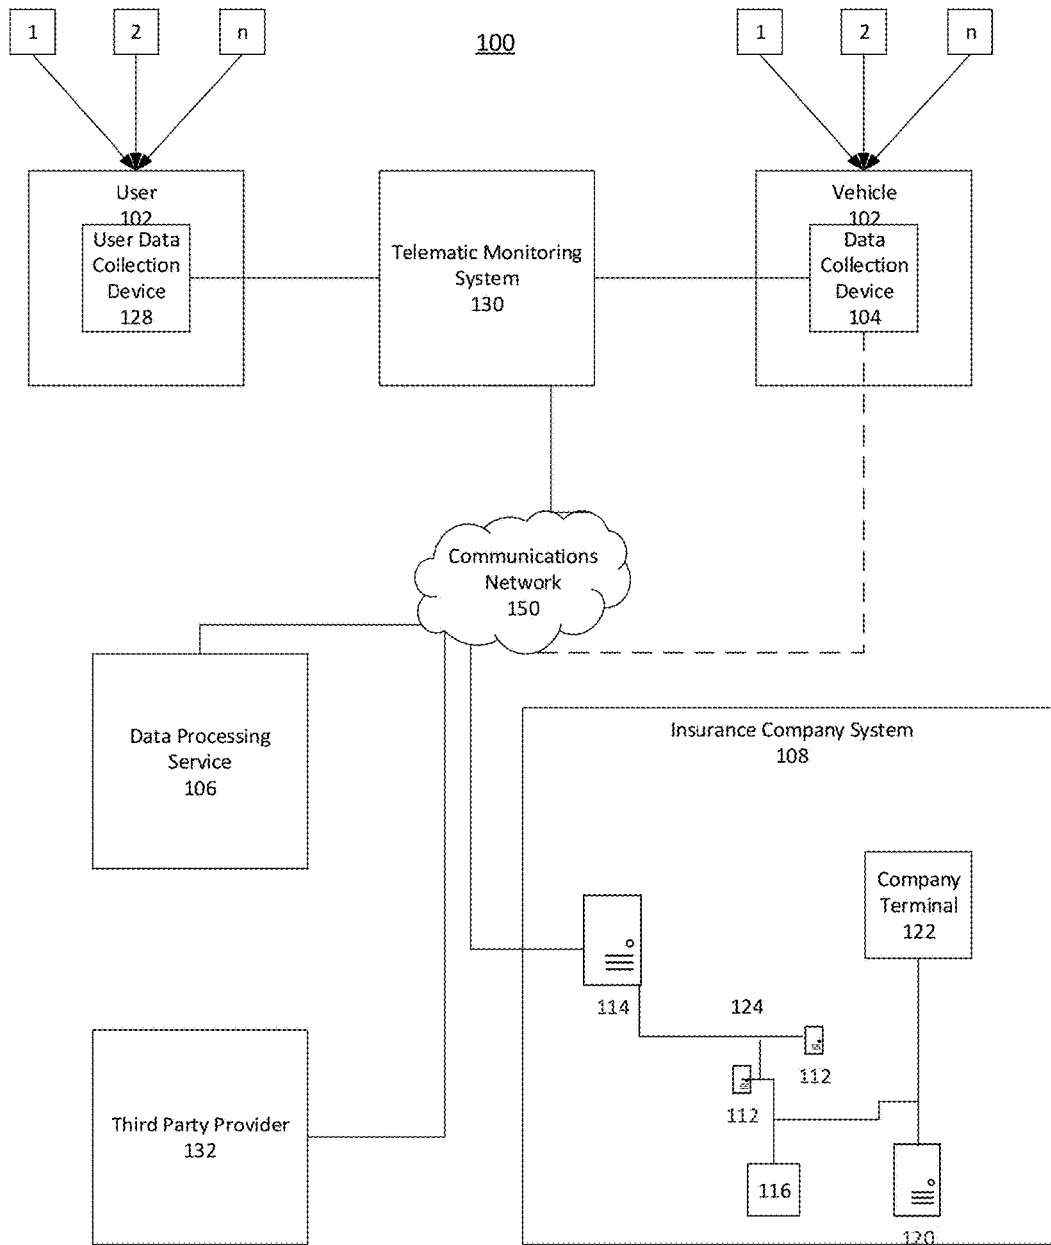 1
2
n
100
1
2
n
User
102
User Data
Collection
Device
128
Telematic Monitoring
System
130
Vehicle
102
Data
Collection
Device
104
Communications
Network
150
Data Processing
Service
106
Insurance Company System
108
Company
Terminal
122
114
124
112
112
Third Party Provider
132
116
120